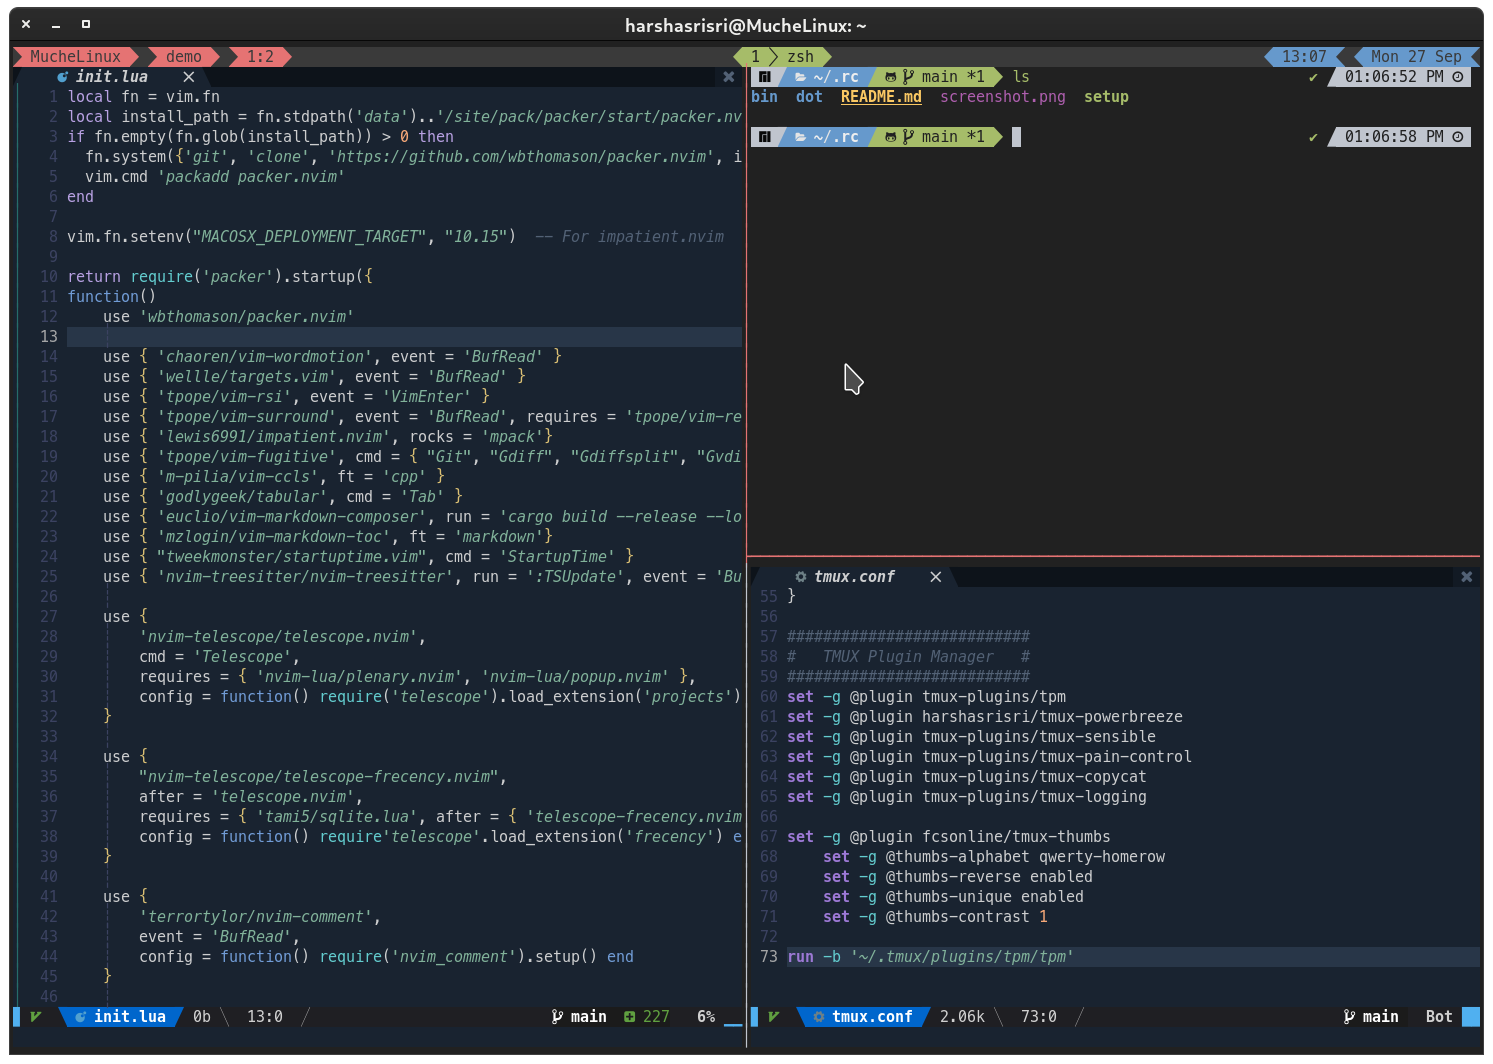 harshasrisri@MucheLinux: ~
MucheLinux demo 1:2 1 zsh 13:07 Mon 27 Sep
init.lua
1 local fn = vim.fn
2 local install_path = fn.stdpath('data')..'/site/pack/packer/start/packer.nv
3 if fn.empty(fn.glob(install_path)) > 0 then
4 fn.system({'git', 'clone', 'https://github.com/wbthomason/packer.nvim', i
5 vim.cmd 'packadd packer.nvim'
6 end
7
8 vim.fn.setenv("MACOSX_DEPLOYMENT_TARGET", "10.15") -- For impatient.nvim
9
10 return require('packer').startup({
11 function()
12 use 'wbthomason/packer.nvim'
13
14 use { 'chaoren/vim-wordmotion', event = 'BufRead' }
15 use { 'wellle/targets.vim', event = 'BufRead' }
16 use { 'tpope/vim-rsi', event = 'VimEnter' }
17 use { 'tpope/vim-surround', event = 'BufRead', requires = 'tpope/vim-re
18 use { 'lewis6991/impatient.nvim', rocks = 'mpack'}
19 use { 'tpope/vim-fugitive', cmd = { "Git", "Gdiff", "Gdiffsplit", "Gvdi
20 use { 'm-pilia/vim-ccls', ft = 'cpp' }
21 use { 'godlygeek/tabular', cmd = 'Tab' }
22 use { 'euclio/vim-markdown-composer', run = 'cargo build --release --lo
23 use { 'mzlogin/vim-markdown-toc', ft = 'markdown'}
24 use { "tweekmonster/startuptime.vim", cmd = 'StartupTime' }
25 use { 'nvim-treesitter/nvim-treesitter', run = ':TSUpdate', event = 'Bu
26
27 use {
28 'nvim-telescope/telescope.nvim',
29 cmd = 'Telescope',
30 requires = { 'nvim-lua/plenary.nvim', 'nvim-lua/popup.nvim' },
31 config = function() require('telescope').load_extension('projects')
32 }
33
34 use {
35 "nvim-telescope/telescope-frecency.nvim",
36 after = 'telescope.nvim',
37 requires = { 'tami5/sqlite.lua', after = { 'telescope-frecency.nvim
38 config = function() require'telescope'.load_extension('frecency') e
39 }
40
41 use {
42 'terrortylor/nvim-comment',
43 event = 'BufRead',
44 config = function() require('nvim_comment').setup() end
45 }
46
init.lua 0b 13:0 main 227 6%
~/.rc main *1 ls ✔ 01:06:52 PM
bin dot README.md screenshot.png setup
~/.rc main *1 ✔ 01:06:58 PM
tmux.conf
55 }
56
57 ###########################
58 # TMUX Plugin Manager #
59 ###########################
60 set -g @plugin tmux-plugins/tpm
61 set -g @plugin harshasrisri/tmux-powerbreeze
62 set -g @plugin tmux-plugins/tmux-sensible
63 set -g @plugin tmux-plugins/tmux-pain-control
64 set -g @plugin tmux-plugins/tmux-copycat
65 set -g @plugin tmux-plugins/tmux-logging
66
67 set -g @plugin fcsonline/tmux-thumbs
68 set -g @thumbs-alphabet qwerty-homerow
69 set -g @thumbs-reverse enabled
70 set -g @thumbs-unique enabled
71 set -g @thumbs-contrast 1
72
73 run -b '~/.tmux/plugins/tpm/tpm'
tmux.conf 2.06k 73:0 main Bot